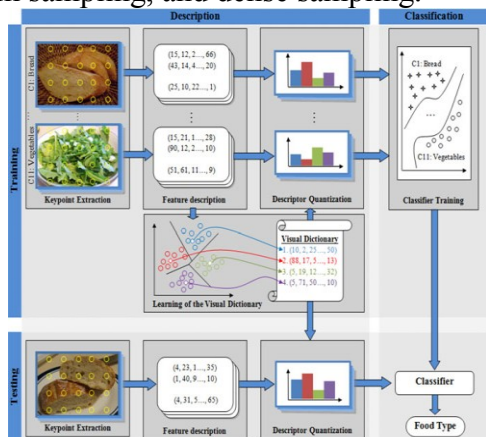 sampling, and dense sampling.
Description
Classification
Training
C1: Bread
(15, 12, 2..., 66)
(43, 14, 4..., 20)
(25, 10, 22..., 1)
C1: Bread
...
C11: Vegetables
C11: Vegetables
(15, 21, 1..., 28)
(90, 12, 2..., 10)
(51, 61, 11..., 9)
Keypoint Extraction
Feature description
Descriptor Quantization
Classifier Training
Visual Dictionary
1. (10, 2, 25..., 50)
2. (88, 17, 5..., 13)
3. (5, 19, 12..., 32)
4. (5, 71, 50..., 10)
Learning of the Visual Dictionary
Testing
(4, 23, 1..., 35)
(1, 40, 9..., 10)
(4, 31, 5..., 65)
Classifier
Keypoint Extraction
Feature description
Descriptor Quantization
Food Type